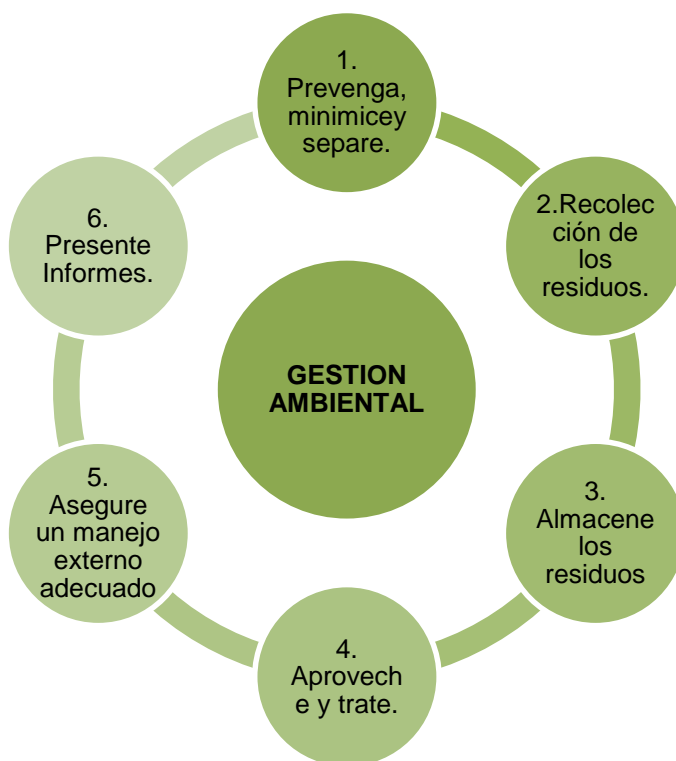 1.
Prevenga,
minimicey
separe.
2.Recolec
ción de
los
residuos.
3.
Almacene
los
residuos
4.
Aprovech
e y trate.
5.
Asegure
un manejo
externo
adecuado
6.
Presente
Informes.
GESTION
AMBIENTAL